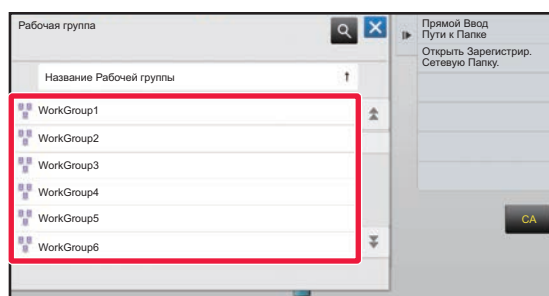 Рабочая группа
Название Рабочей группы
WorkGroup1
WorkGroup2
WorkGroup3
WorkGroup4
WorkGroup5
WorkGroup6
Прямой Ввод
Пути к Папке
Открыть Зарегистрир.
Сетевую Папку.
CA